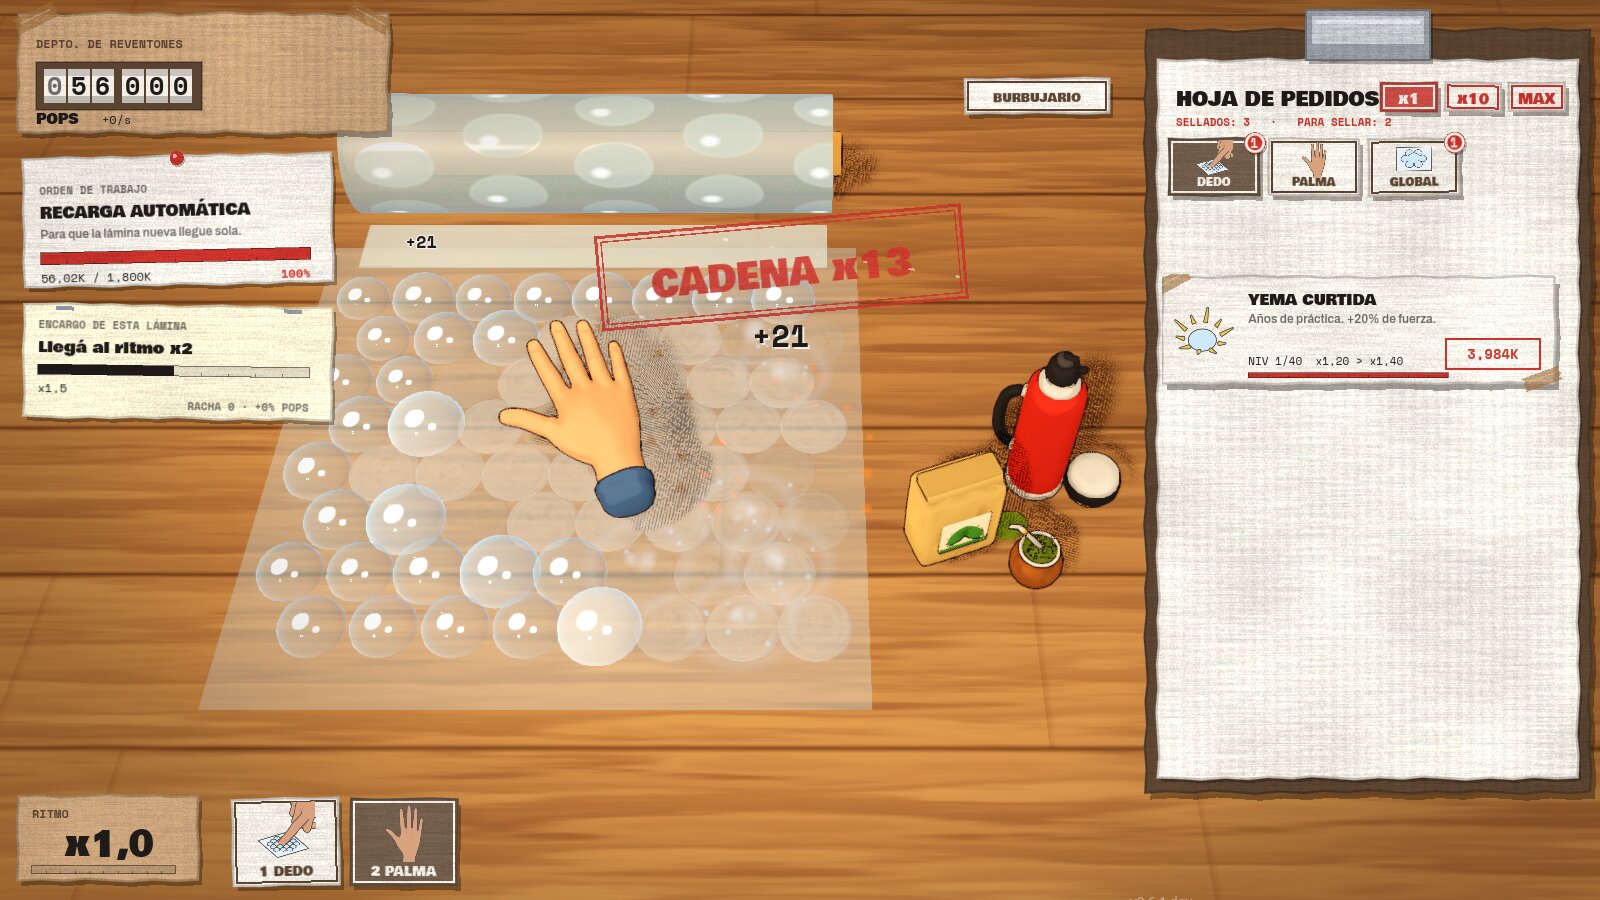 DEPTO. DE REVENTONES
056000
POPS +0/s
ORDEN DE TRABAJO
RECARGA AUTOMÁTICA
Para que la lámina nueva llegue sola.
56,02K / 1,800K 100%
ENCARGO DE ESTA LÁMINA
Llegá al ritmo x2
x1,5
RACHA 0 · +0% POPS
+21
CADENA x13
+21
BURBUJARIO
HOJA DE PEDIDOS x1 x10 MAX
SELLADOS: 3 · PARA SELLAR: 2
1 1
DEDO PALMA GLOBAL
YEMA CURTIDA
Años de práctica. +20% de fuerza.
NIV 1/40 x1,20 > x1,40 3,984K
RITMO
x1,0
1 DEDO 2 PALMA